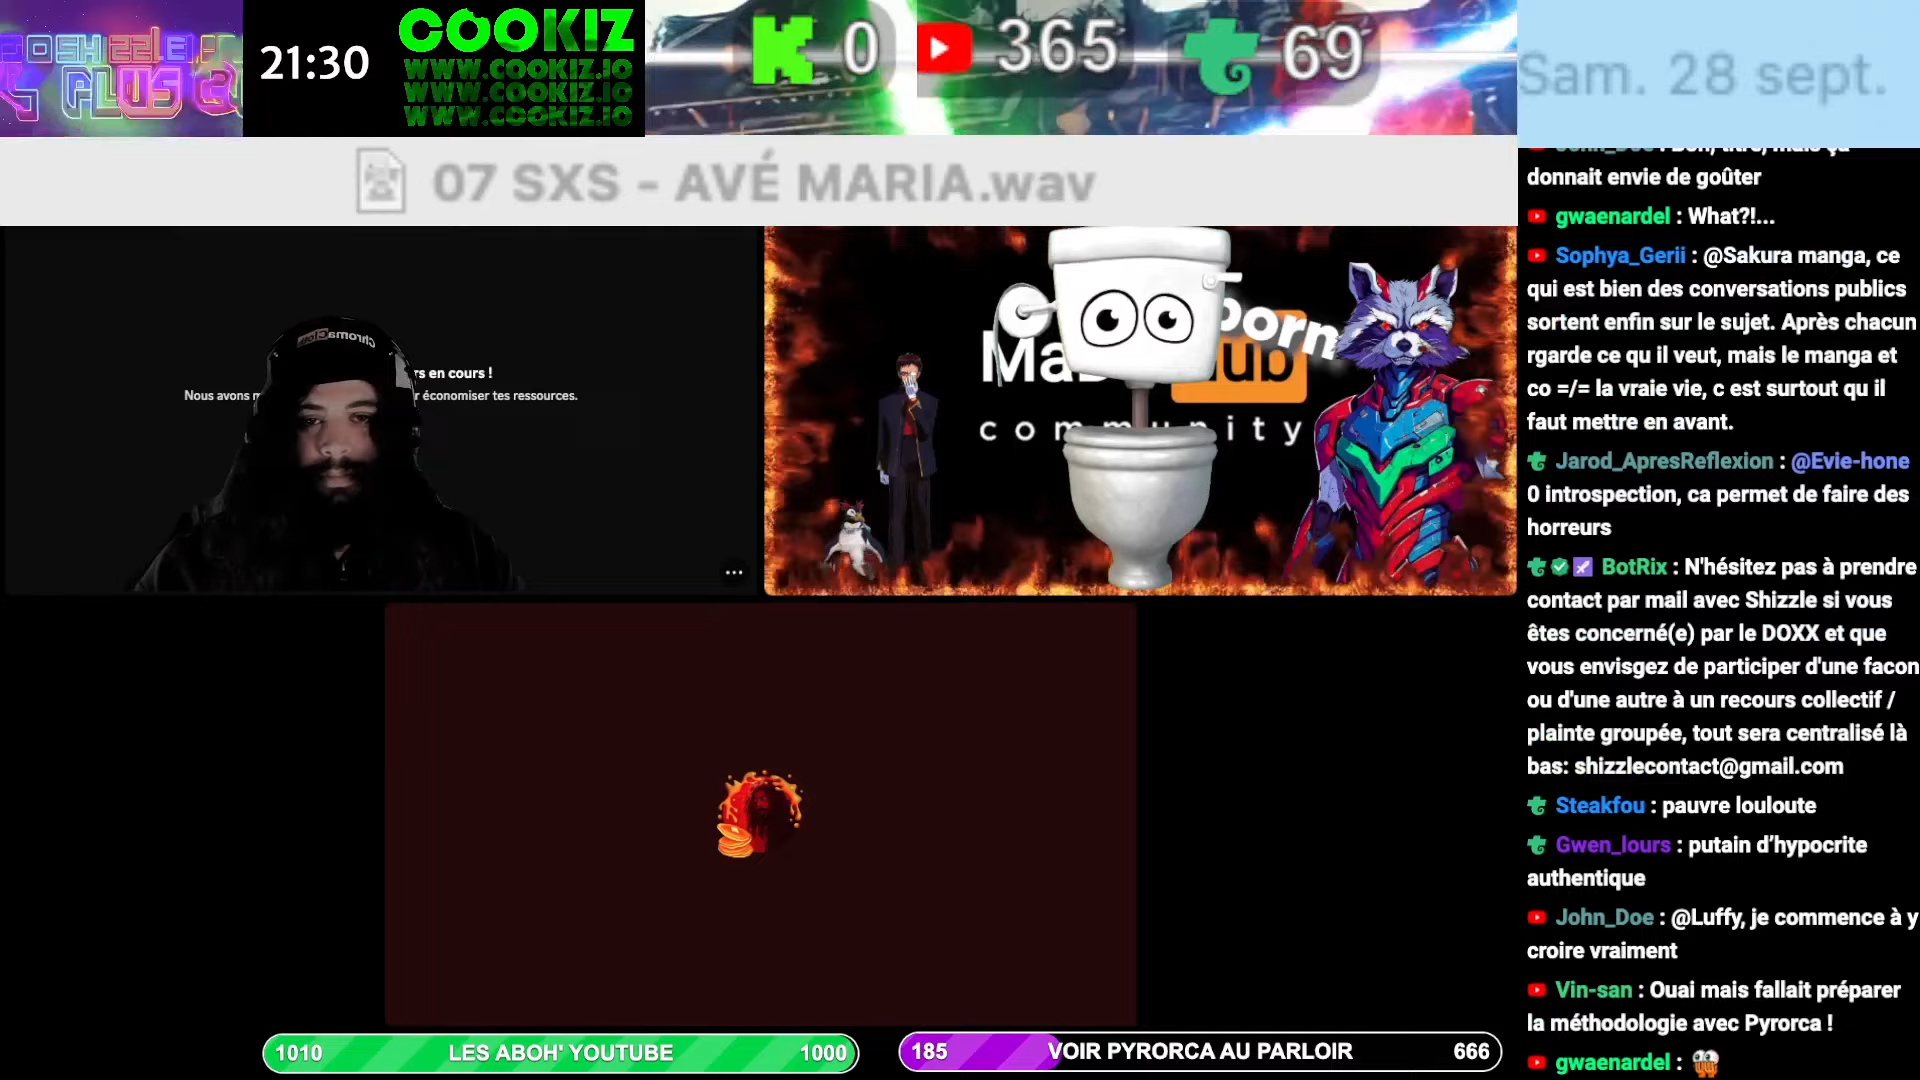 SHIZZLE
PLUS
21:30
COOKIZ
WWW.COOKIZ.IO
WWW.COOKIZ.IO
WWW.COOKIZ.IO
0
365
69
Sam. 28 sept.
07 SXS - AVÉ MARIA.wav
ChromaClub
rs en cours !
Nous avons
r économiser tes ressources.
porn
Ma
ub
community
donnait envie de goûter
gwaenardel : What?!...
Sophya_Gerii : @Sakura manga, ce
qui est bien des conversations publics
sortent enfin sur le sujet. Après chacun
rgarde ce qu'il veut, mais le manga et
co =/= la vraie vie, c est surtout qu il
faut mettre en avant.
Jarod_ApresReflexion : @Evie-hone
0 introspection, ca permet de faire des
horreurs
BotRix : N'hésitez pas à prendre
contact par mail avec Shizzle si vous
êtes concerné(e) par le DOXX et que
vous envisgez de participer d'une facon
ou d'une autre à un recours collectif /
plainte groupée, tout sera centralisé là
bas: shizzlecontact@gmail.com
Steakfou : pauvre louloute
Gwen_lours : putain d’hypocrite
authentique
John_Doe : @Luffy, je commence à y
croire vraiment
Vin-san : Ouai mais fallait préparer
la méthodologie avec Pyrorca !
gwaenardel :
1010 LES ABOH' YOUTUBE 1000
185 VOIR PYRORCA AU PARLOIR 666